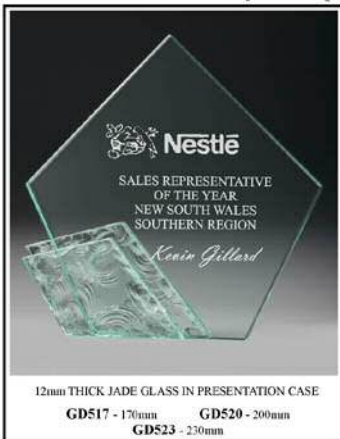 Nestlē
SALES REPRESENTATIVE
OF THE YEAR
NEW SOUTH WALES
SOUTHERN REGION
Kevin Gillard
12mm THICK JADE GLASS IN PRESENTATION CASE
GD517 - 170mm GD520 - 200mm
GD523 - 230mm